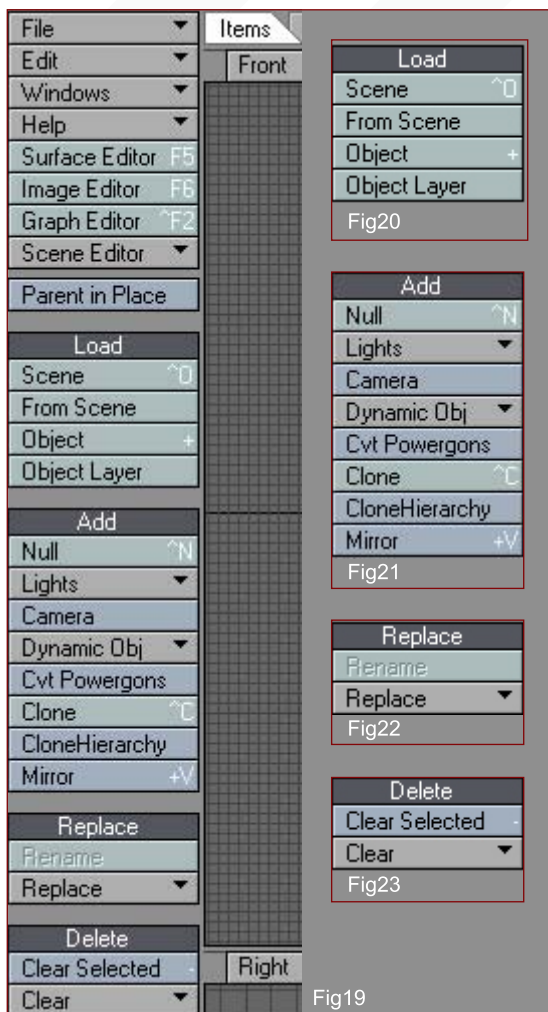 File
Edit
Windows
Help
Surface Editor F5
Image Editor F6
Graph Editor ^F2
Scene Editor
Parent in Place
Load
Scene ^O
From Scene
Object +
Object Layer
Add
Null ^N
Lights
Camera
Dynamic Obj
Cvt Powergons
Clone ^C
CloneHierarchy
Mirror +V
Replace
Rename
Replace
Delete
Clear Selected -
Clear
Items
Front
Right
Load
Scene ^O
From Scene
Object +
Object Layer
Fig20
Add
Null ^N
Lights
Camera
Dynamic Obj
Cvt Powergons
Clone ^C
CloneHierarchy
Mirror +V
Fig21
Replace
Rename
Replace
Fig22
Delete
Clear Selected -
Clear
Fig23
Fig19